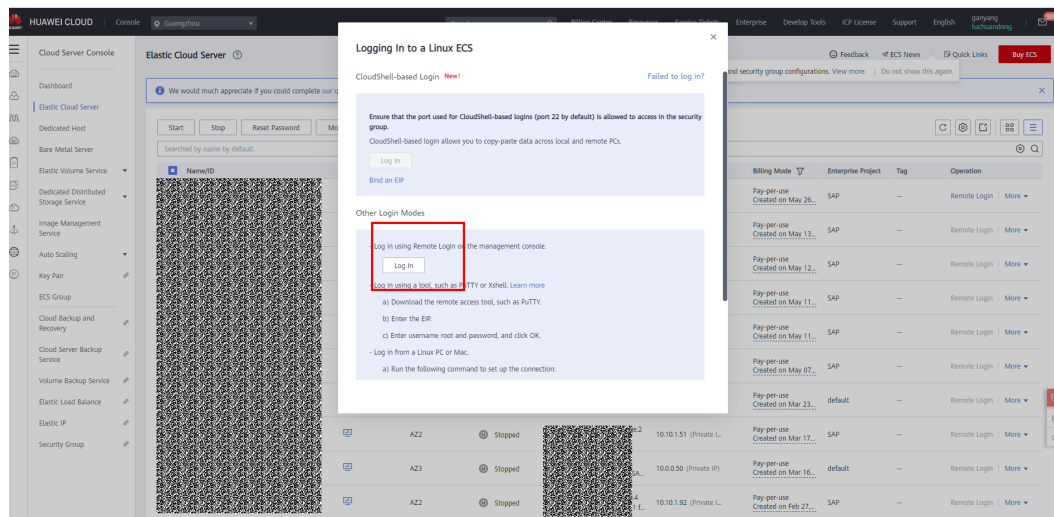 HUAWEI CLOUD
Console
Guangzhou
Enterprise
Develop Tools
ICP License
Support
English
ganyang
fuchuandong
Cloud Server Console
Dashboard
Elastic Cloud Server
Dedicated Host
Bare Metal Server
Elastic Volume Service
Dedicated Distributed
Storage Service
Image Management
Service
Auto Scaling
Key Pair
ECS Group
Cloud Backup and
Recovery
Cloud Server Backup
Service
Volume Backup Service
Elastic Load Balance
Elastic IP
Security Group
Elastic Cloud Server
Feedback
ECS News
Quick Links
Buy ECS
and security group configurations. View more.
Do not show this again.
We would much appreciate if you could complete our q
Start
Stop
Reset Password
Mo
Searched by name by default.
Name/ID
Logging In to a Linux ECS
CloudShell-based Login New!
Failed to log in?
Ensure that the port used for CloudShell-based logins (port 22 by default) is allowed to access in the security
group.
CloudShell-based login allows you to copy-paste data across local and remote PCs.
Log In
Bind an EIP
Other Login Modes
- Log in using Remote Login on the management console.
Log In
- Log in using a tool, such as PuTTY or Xshell. Learn more
a) Download the remote access tool, such as PuTTY.
b) Enter the EIP.
c) Enter username root and password, and click OK.
- Log in from a Linux PC or Mac.
a) Run the following command to set up the connection:
Billing Mode
Enterprise Project
Tag
Operation
Pay-per-use
Created on May 26...
SAP
--
Remote Login
More
Pay-per-use
Created on May 13...
SAP
--
Remote Login
More
Pay-per-use
Created on May 12...
SAP
--
Remote Login
More
Pay-per-use
Created on May 11...
SAP
--
Remote Login
More
Pay-per-use
Created on May 11...
SAP
--
Remote Login
More
Pay-per-use
Created on May 07...
SAP
--
Remote Login
More
Pay-per-use
Created on Mar 23...
default
--
Remote Login
More
AZ2
Stopped
10.10.1.51 (Private I...
Pay-per-use
Created on Mar 17...
SAP
--
Remote Login
More
AZ3
Stopped
10.0.0.50 (Private IP)
Pay-per-use
Created on Mar 16...
default
--
Remote Login
More
AZ2
Stopped
10.10.1.92 (Private I...
Pay-per-use
Created on Feb 27,...
SAP
--
Remote Login
More